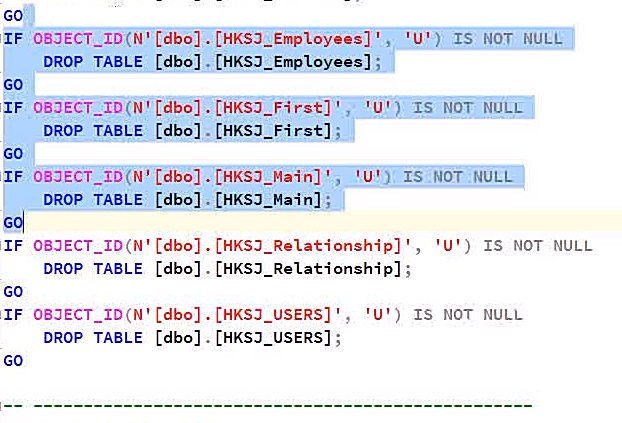 GO
IF OBJECT_ID(N'[dbo].[HKSJ_Employees]', 'U') IS NOT NULL
DROP TABLE [dbo].[HKSJ_Employees];
GO
IF OBJECT_ID(N'[dbo].[HKSJ_First]', 'U') IS NOT NULL
DROP TABLE [dbo].[HKSJ_First];
GO
IF OBJECT_ID(N'[dbo].[HKSJ_Main]', 'U') IS NOT NULL
DROP TABLE [dbo].[HKSJ_Main];
GO
IF OBJECT_ID(N'[dbo].[HKSJ_Relationship]', 'U') IS NOT NULL
DROP TABLE [dbo].[HKSJ_Relationship];
GO
IF OBJECT_ID(N'[dbo].[HKSJ_USERS]', 'U') IS NOT NULL
DROP TABLE [dbo].[HKSJ_USERS];
GO
-- --------------------------------------------------